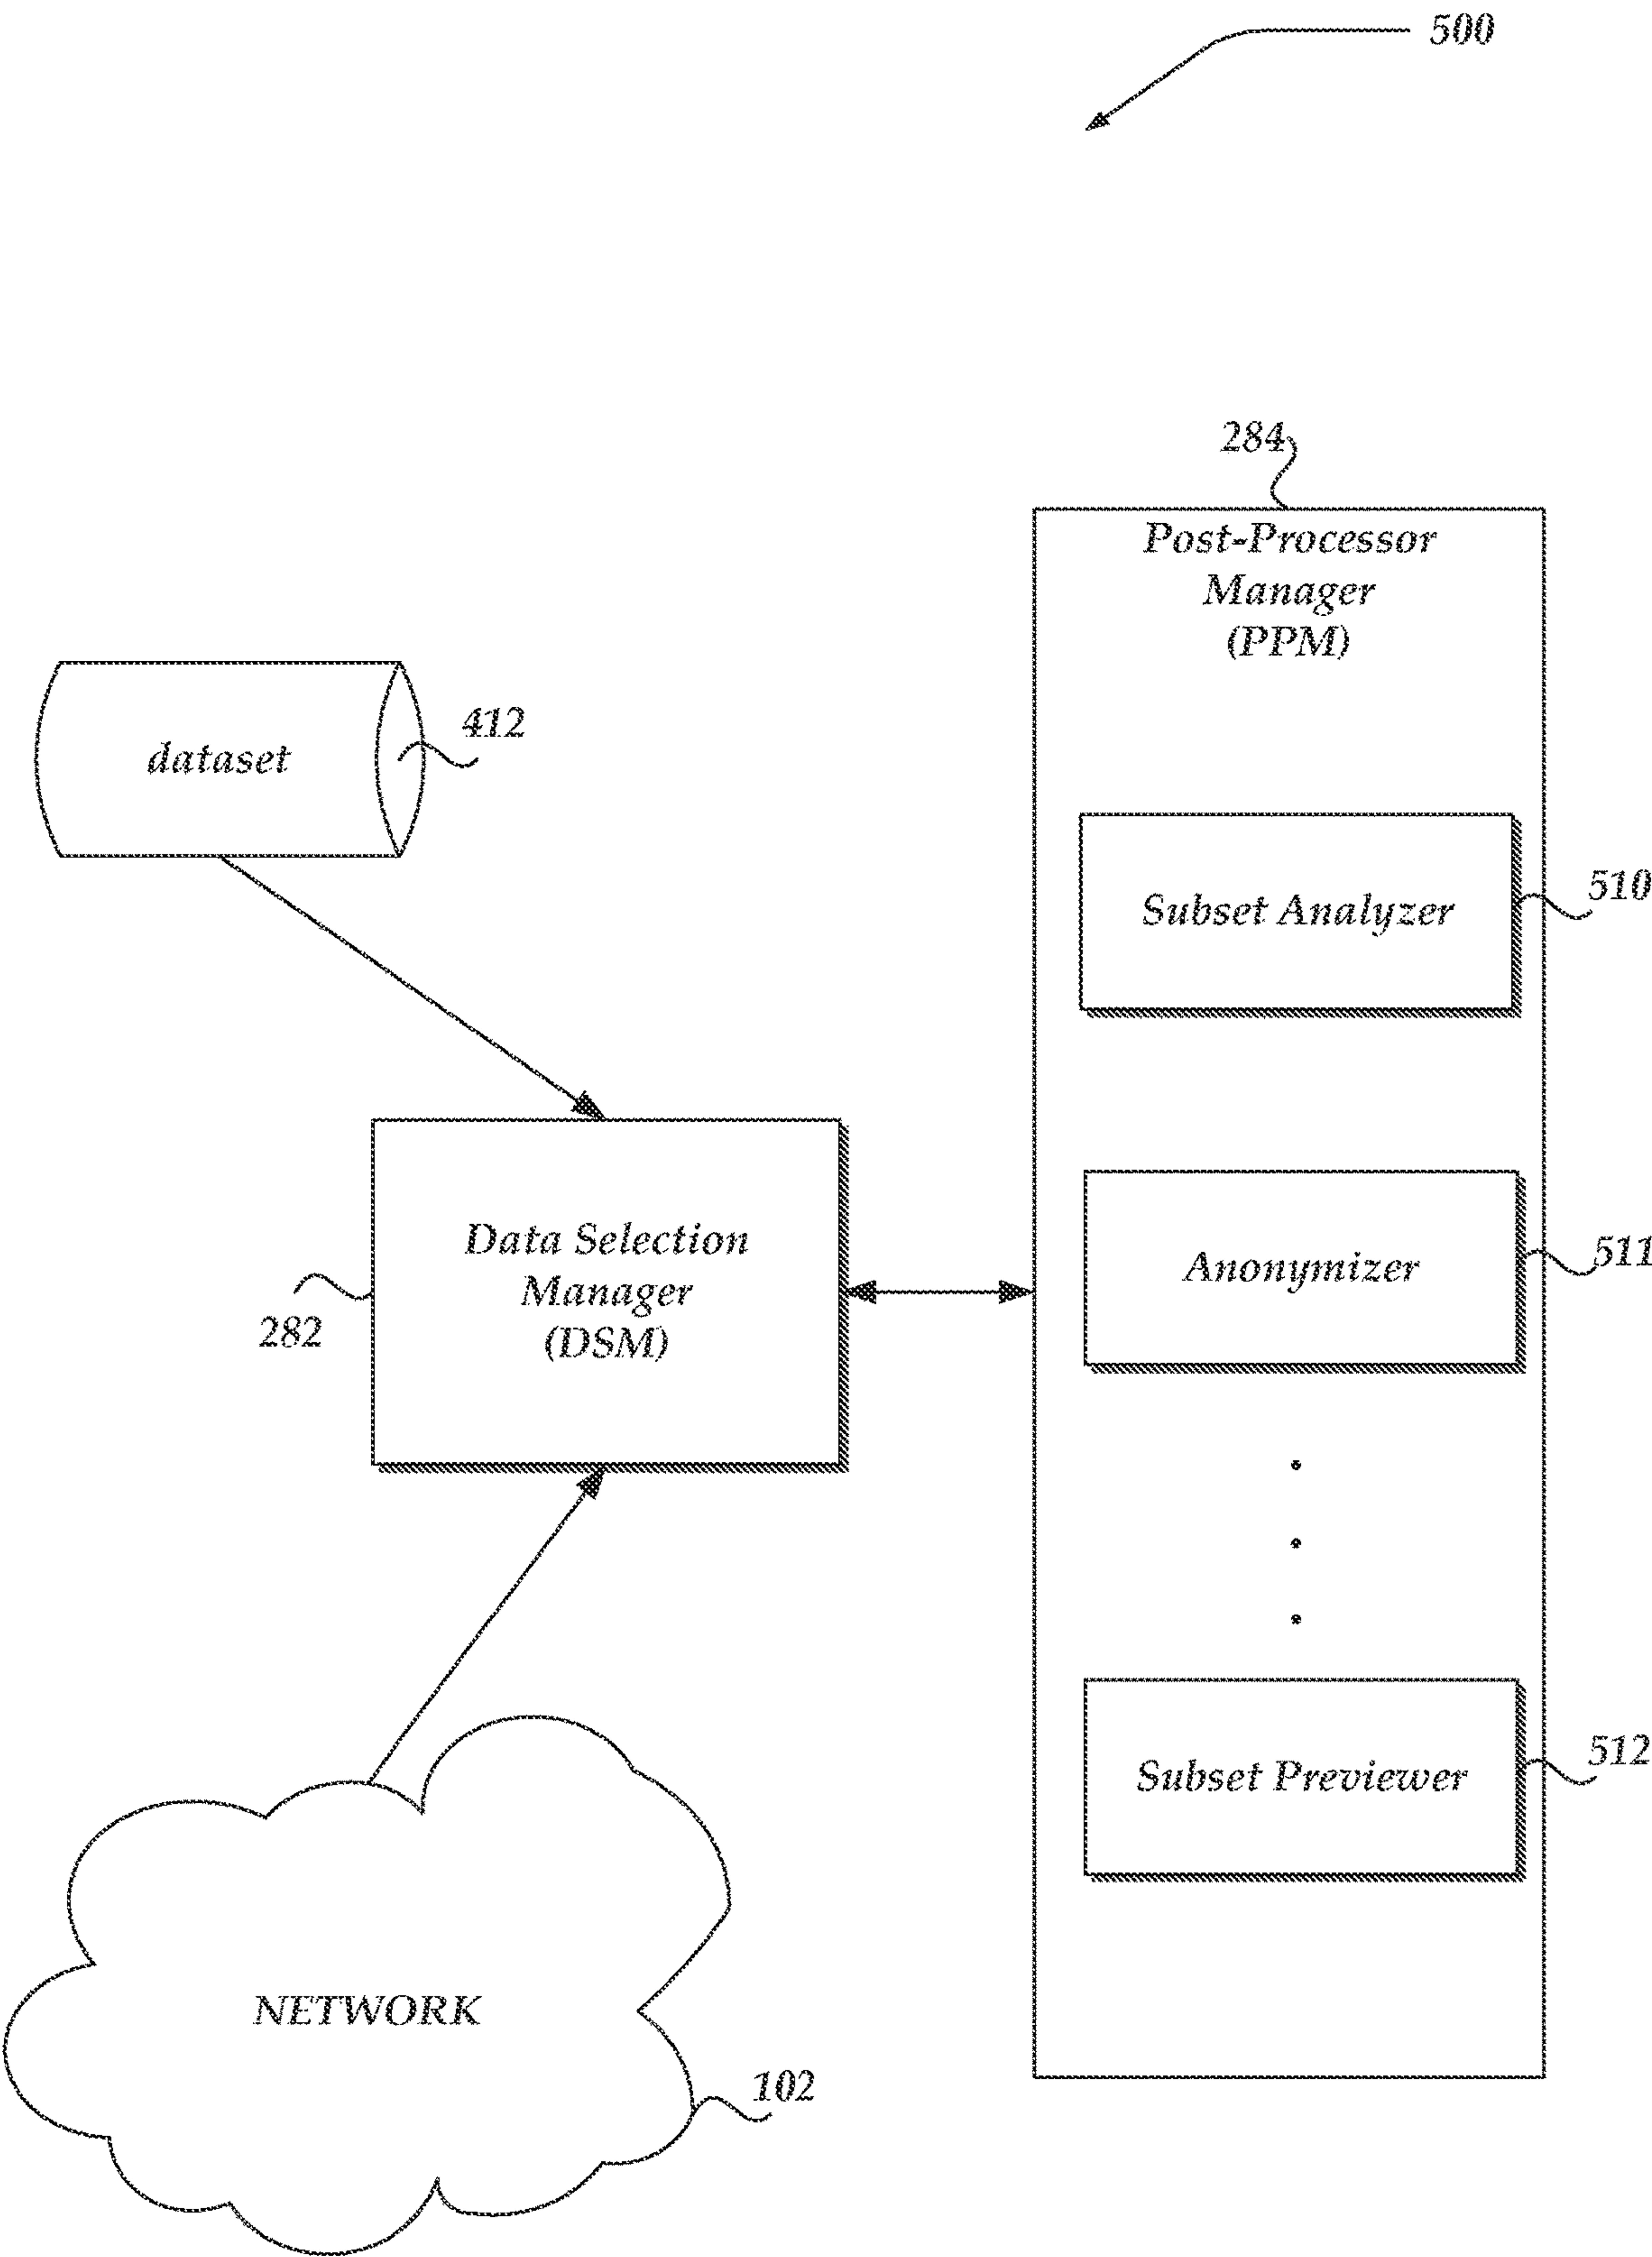 500
284
Post-Processor
Manager
(PPM)
412
dataset
510
Subset Analyzer
Data Selection
Manager
(DSM)
282
511
Anonymizer
512
Subset Previewer
NETWORK
102